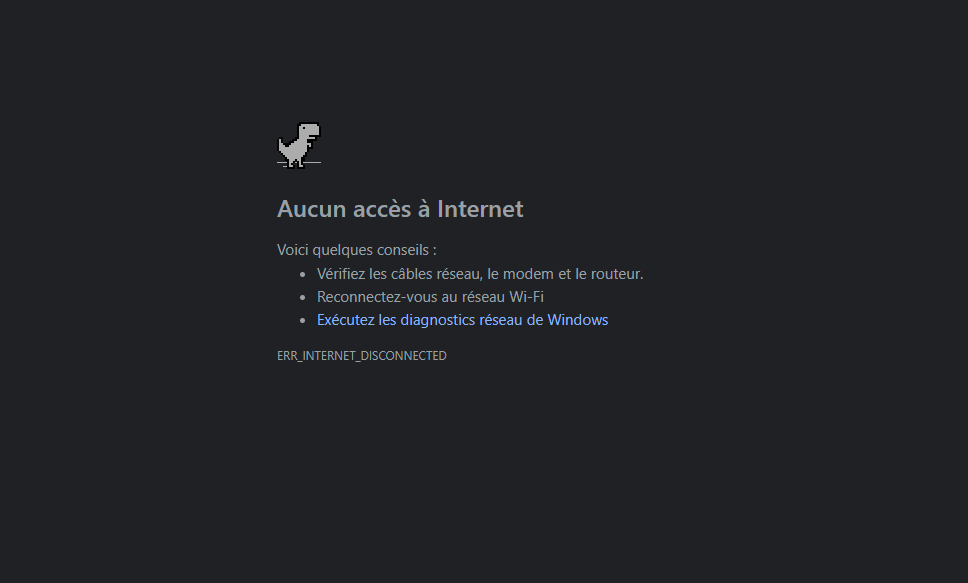 Aucun accès à Internet
Voici quelques conseils :
Vérifiez les câbles réseau, le modem et le routeur.
Reconnectez-vous au réseau Wi-Fi
Exécutez les diagnostics réseau de Windows
ERR_INTERNET_DISCONNECTED